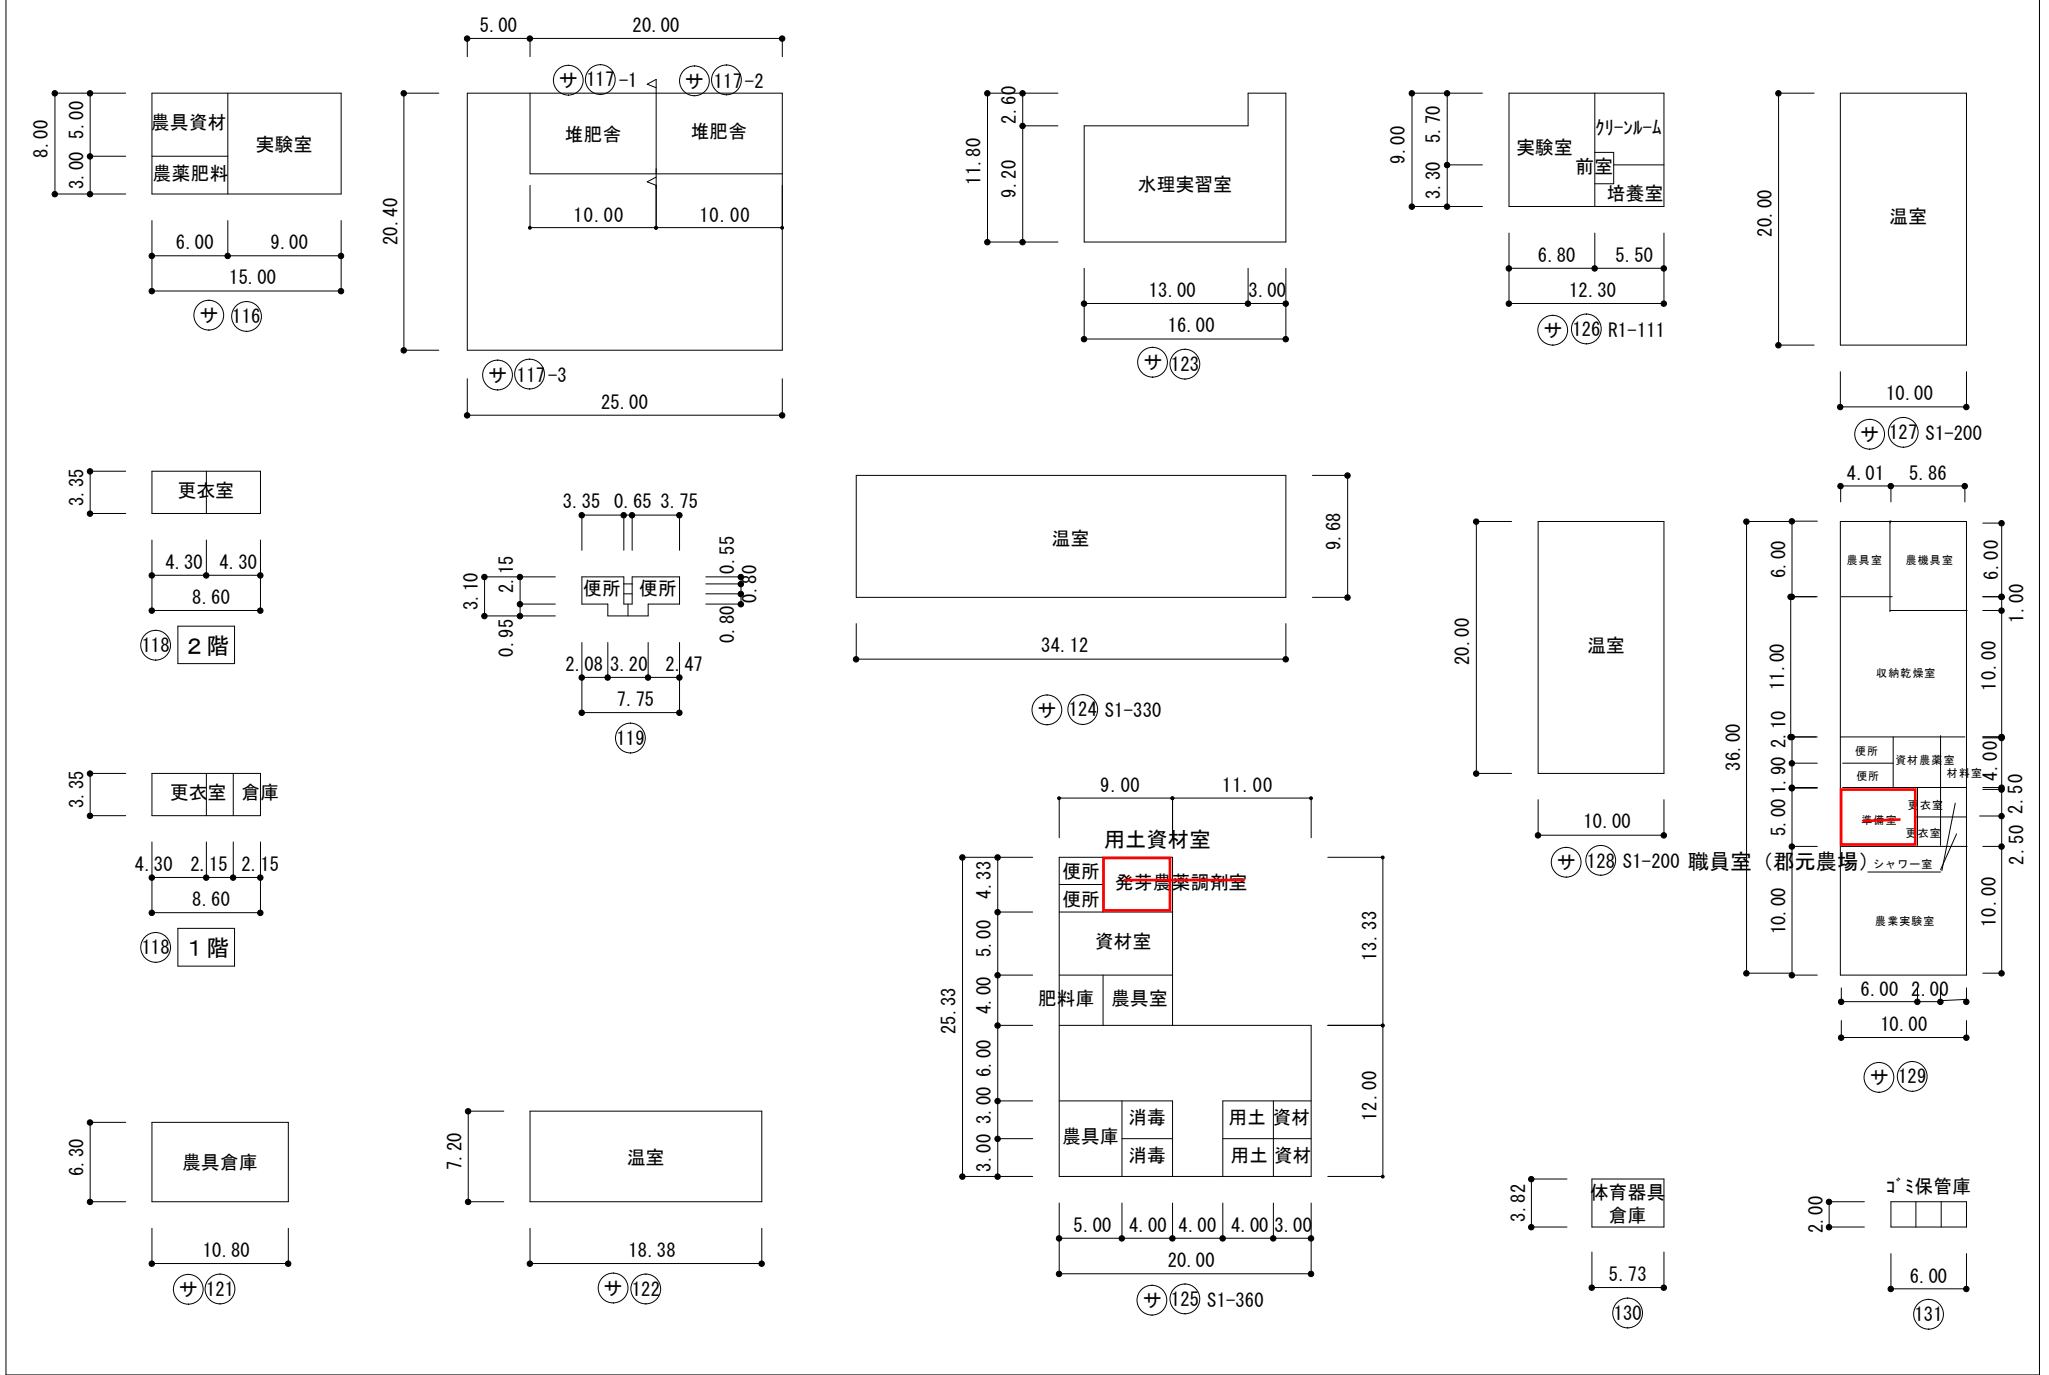 5.00
20.00
サ 117-1
サ 117-2
8.00
5.00
3.00
農具資材
農薬肥料
実験室
6.00
9.00
15.00
サ 116
20.40
堆肥舎
堆肥舎
10.00
10.00
サ 117-3
25.00
11.80
2.60
9.20
水理実習室
13.00
3.00
16.00
サ 123
9.00
5.70
3.30
実験室
クリーンルーム
前室
培養室
6.80
5.50
12.30
サ 126 R1-111
20.00
温室
10.00
サ 127 S1-200
3.35
更衣室
4.30
4.30
8.60
118 2階
3.35
0.65
3.75
3.10
2.15
0.95
便所
便所
0.55
0.80
0.80
2.08
3.20
2.47
7.75
119
温室
9.68
34.12
サ 124 S1-330
20.00
温室
10.00
サ 128 S1-200 職員室（郡元農場）
4.01
5.86
36.00
6.00
11.00
2.10
1.90
5.00
10.00
農具室
農機具室
収納乾燥室
便所
便所
資材農薬室
材料室
準備室
更衣室
更衣室
シャワー室
農業実験室
6.00
1.00
10.00
4.00
2.50
2.50
10.00
6.00
2.00
10.00
サ 129
3.35
更衣室
倉庫
4.30
2.15
2.15
8.60
118 1階
9.00
11.00
用土資材室
25.33
4.33
5.00
4.00
6.00
3.00
3.00
便所
便所
発芽農薬調剤室
資材室
肥料庫
農具室
農具庫
消毒
消毒
用土
資材
用土
資材
13.33
12.00
5.00
4.00
4.00
4.00
3.00
20.00
サ 125 S1-360
6.30
農具倉庫
10.80
サ 121
7.20
温室
18.38
サ 122
3.82
体育器具
倉庫
5.73
130
ゴミ保管庫
2.00
6.00
131